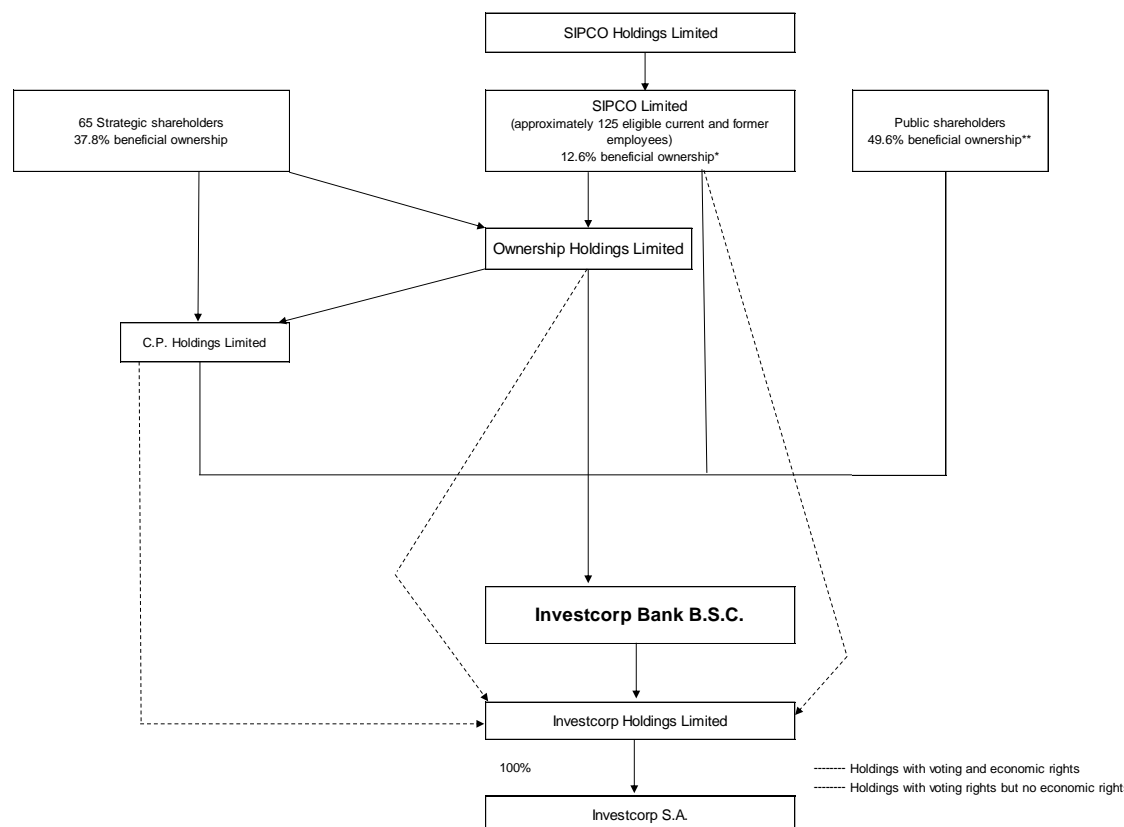 SIPCO Holdings Limited
65 Strategic shareholders
37.8% beneficial ownership
SIPCO Limited
(approximately 125 eligible current and former
employees)
12.6% beneficial ownership*
Public shareholders
49.6% beneficial ownership**
Ownership Holdings Limited
C.P. Holdings Limited
Investcorp Bank B.S.C.
Investcorp Holdings Limited
100%
-------- Holdings with voting and economic rights
-------- Holdings with voting rights but no economic right
Investcorp S.A.